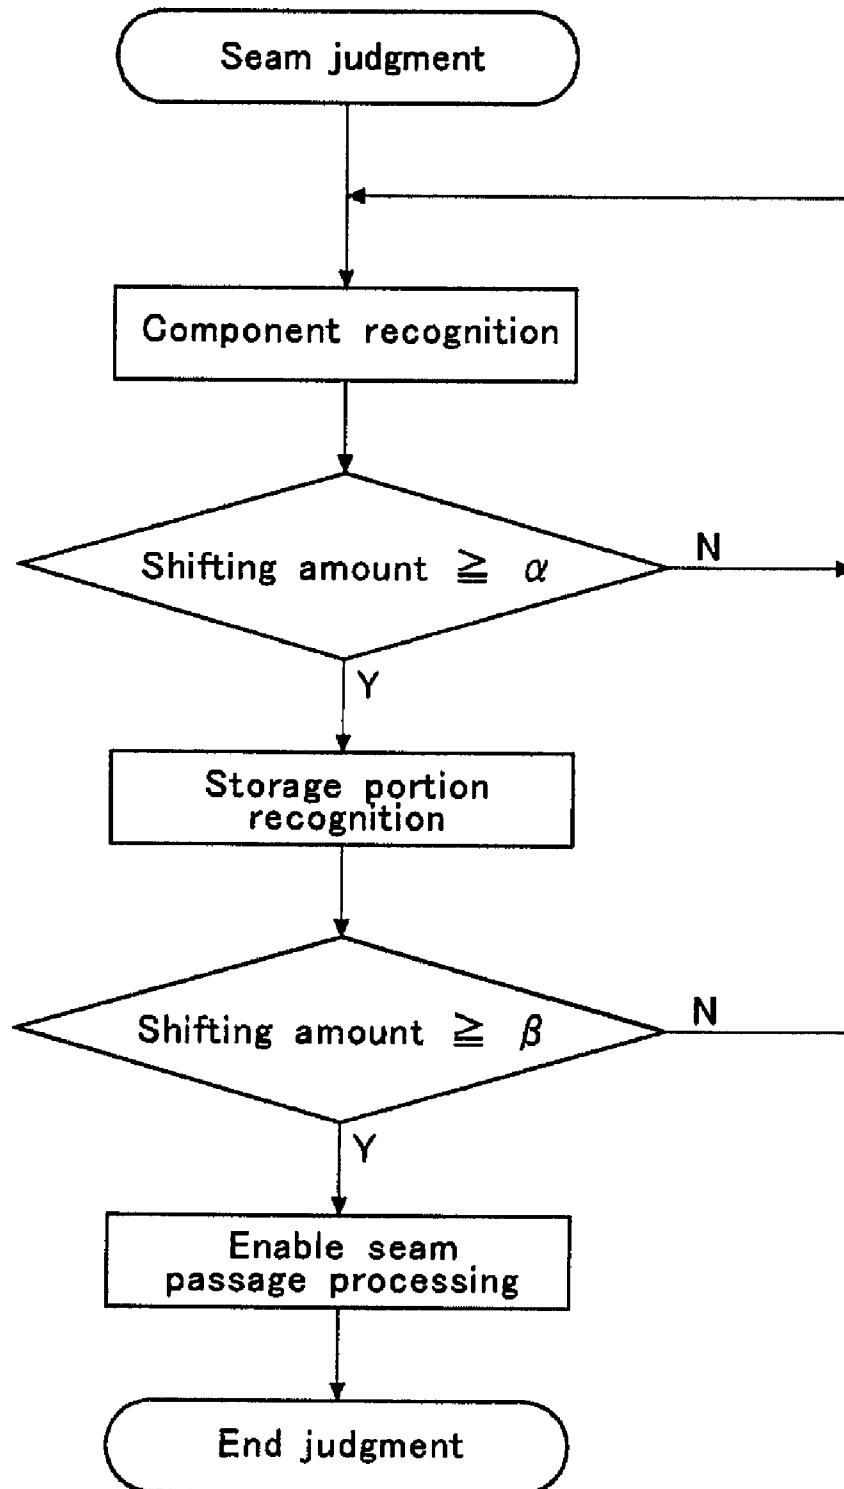 Seam judgment
Component recognition
Shifting amount ≧ α
N
Y
Storage portion
recognition
Shifting amount ≧ β
N
Y
Enable seam
passage processing
End judgment